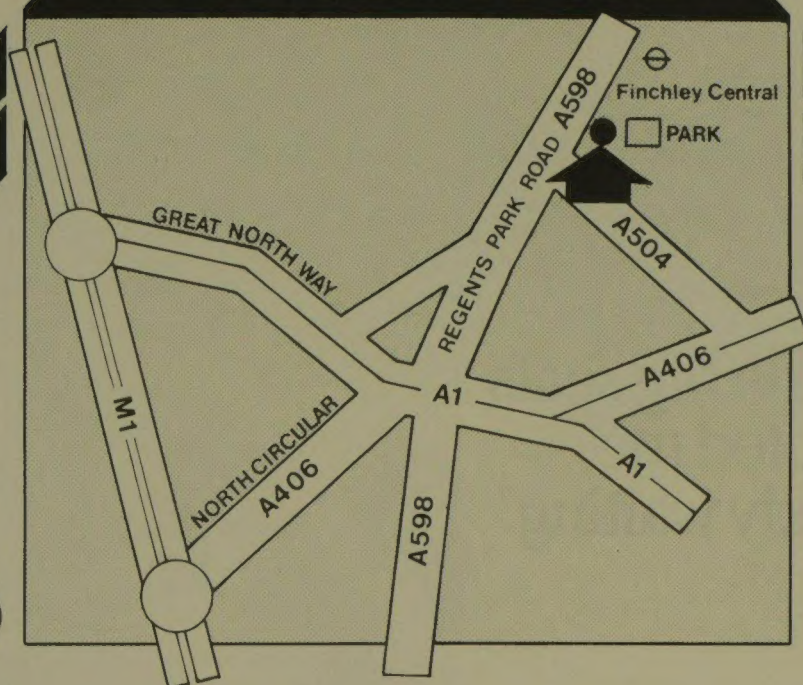 Finchley Central
PARK
REGENTS PARK ROAD A598
A504
GREAT NORTH WAY
M1
NORTH CIRCULAR
A406
A1
A406
A1
A598